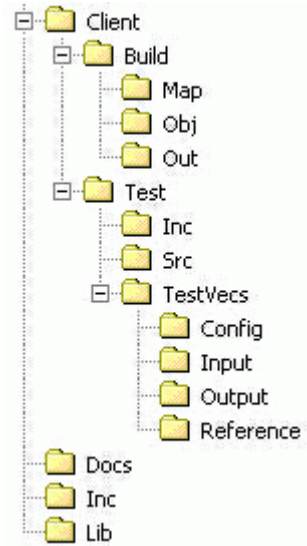 Client
Build
Map
Obj
Out
Test
Inc
Src
TestVecs
Config
Input
Output
Reference
Docs
Inc
Lib